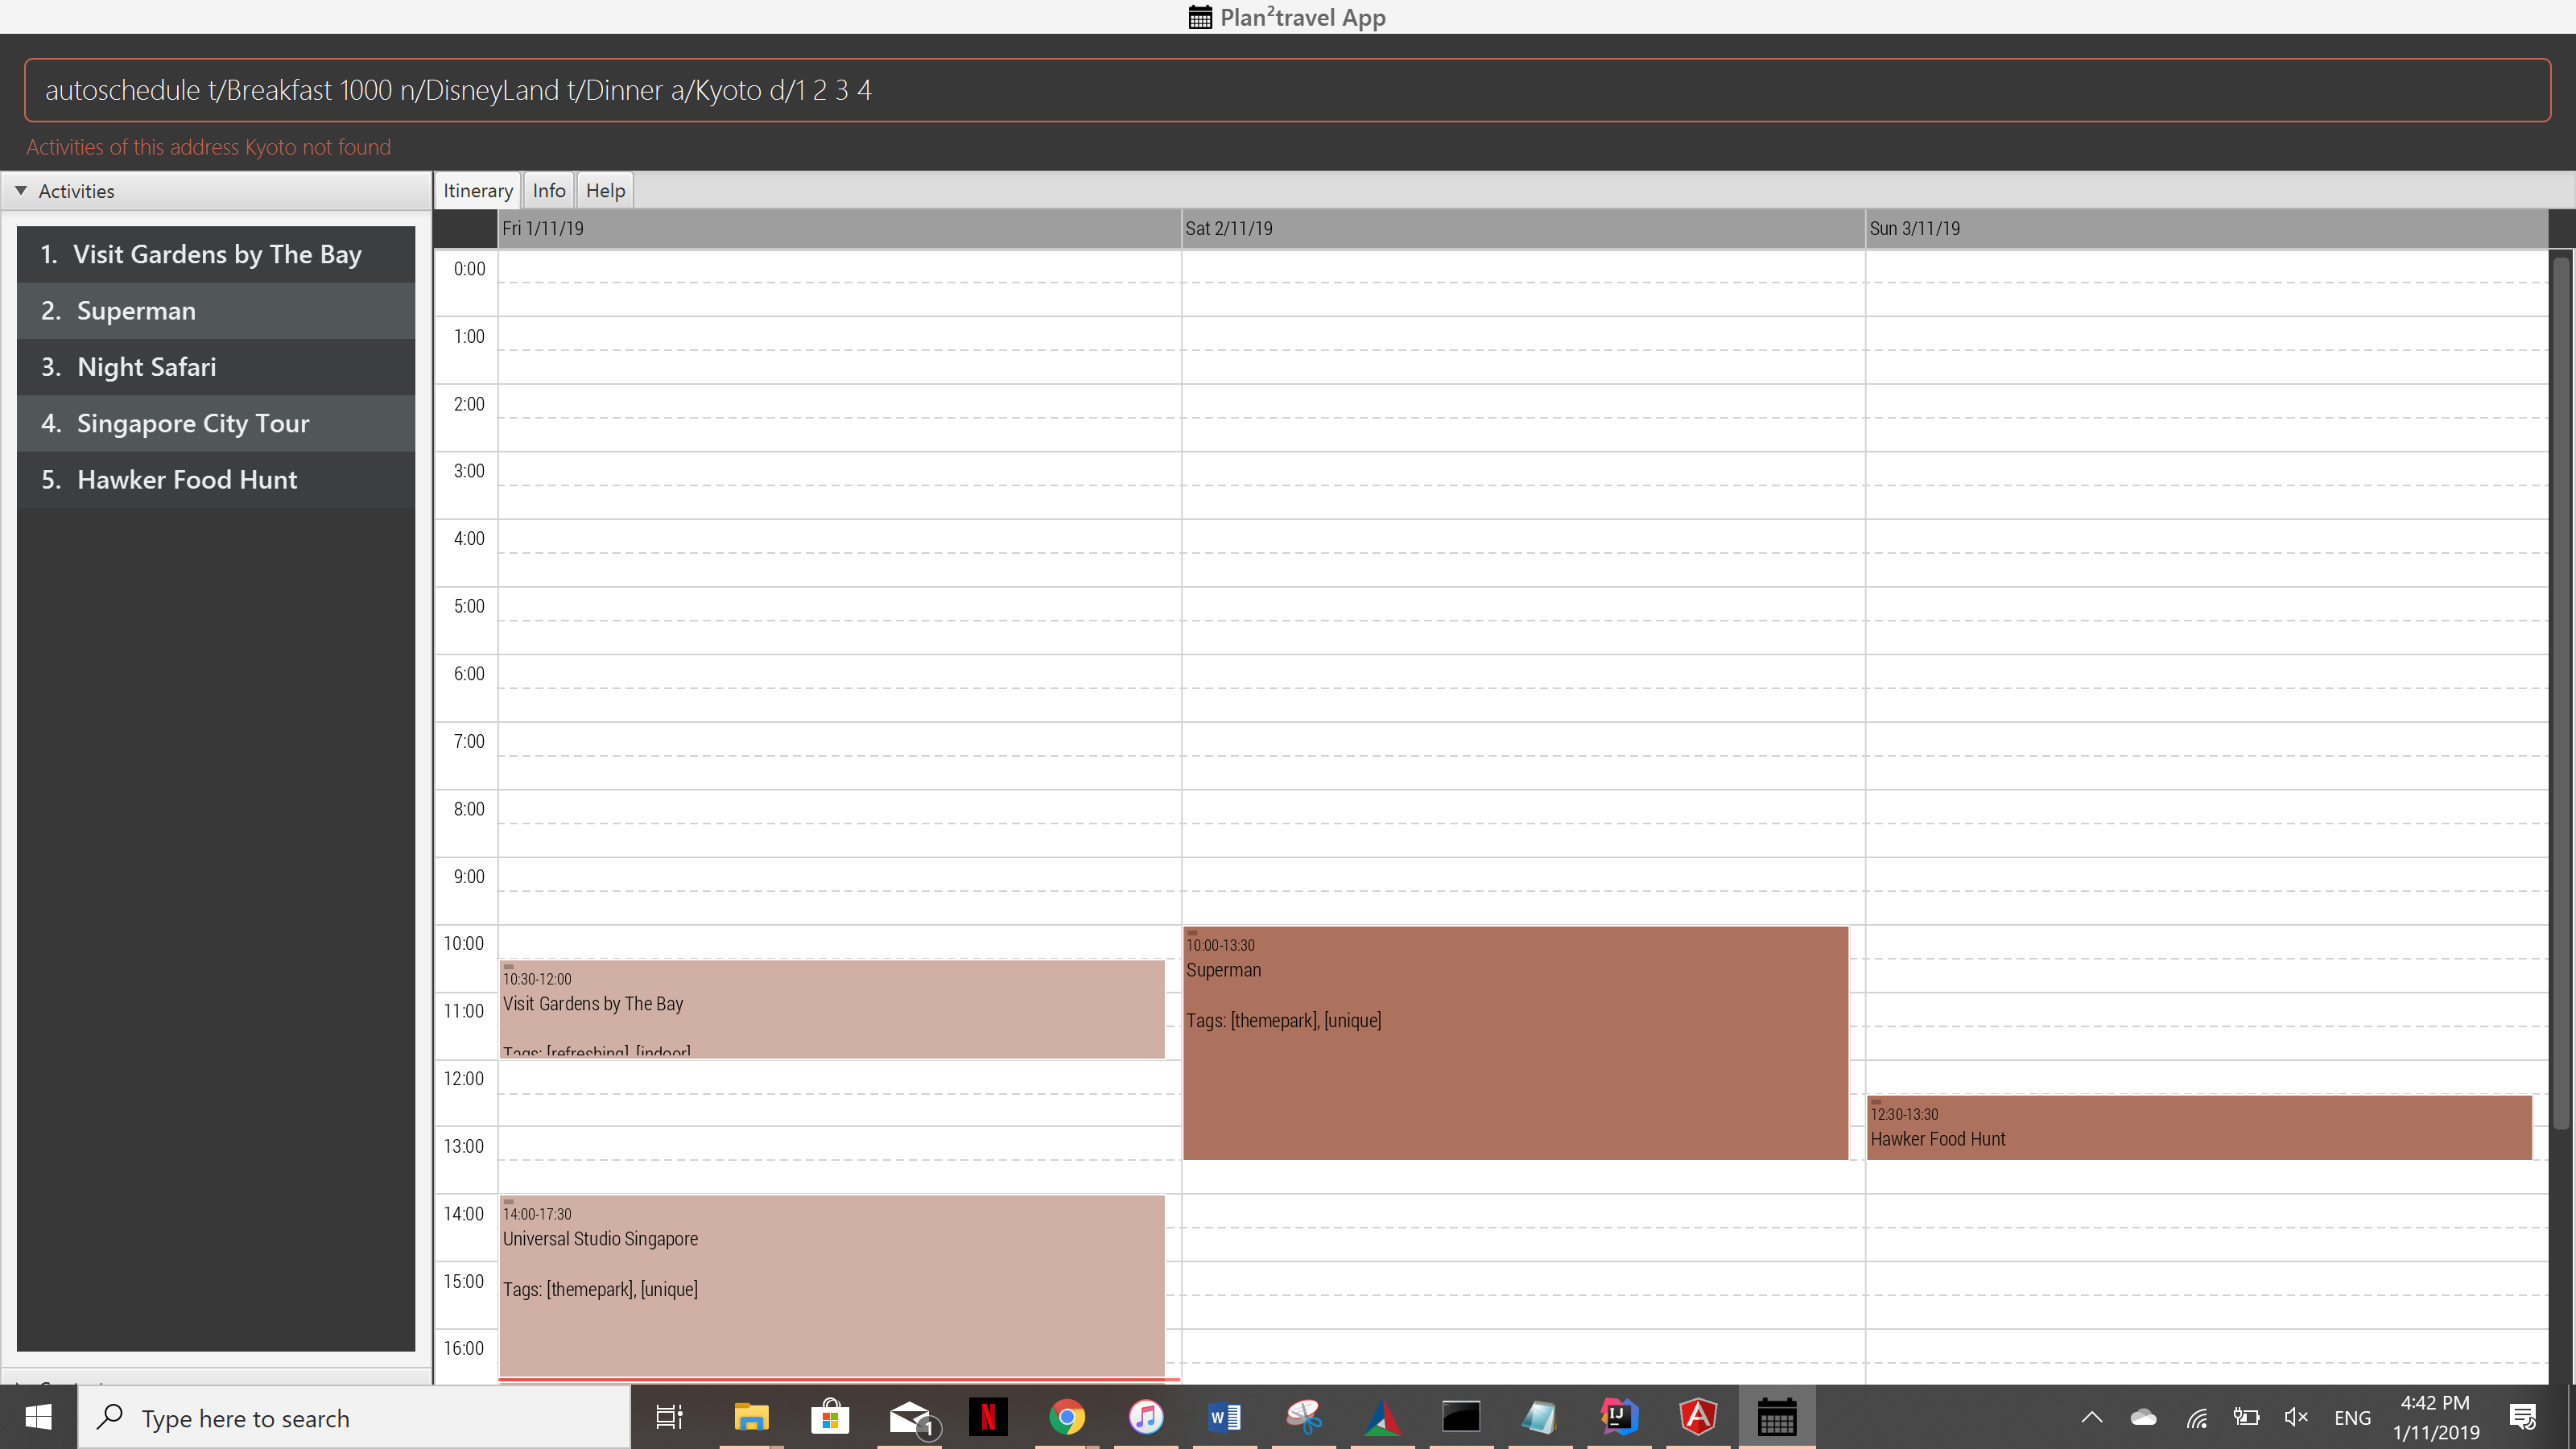 Plan²travel App
autoschedule t/Breakfast 1000 n/DisneyLand t/Dinner a/Kyoto d/1 2 3 4
Activities of this address Kyoto not found
Activities
1. Visit Gardens by The Bay
2. Superman
3. Night Safari
4. Singapore City Tour
5. Hawker Food Hunt
Itinerary Info Help
Fri 1/11/19 Sat 2/11/19 Sun 3/11/19
0:00
1:00
2:00
3:00
4:00
5:00
6:00
7:00
8:00
9:00
10:00
11:00
12:00
13:00
14:00
15:00
16:00
10:30-12:00
Visit Gardens by The Bay
Tags: [refreshing], [indoor]
14:00-17:30
Universal Studio Singapore
Tags: [themepark], [unique]
10:00-13:30
Superman
Tags: [themepark], [unique]
12:30-13:30
Hawker Food Hunt
Type here to search
1
N
W
IJ
A
ENG
4:42 PM
1/11/2019